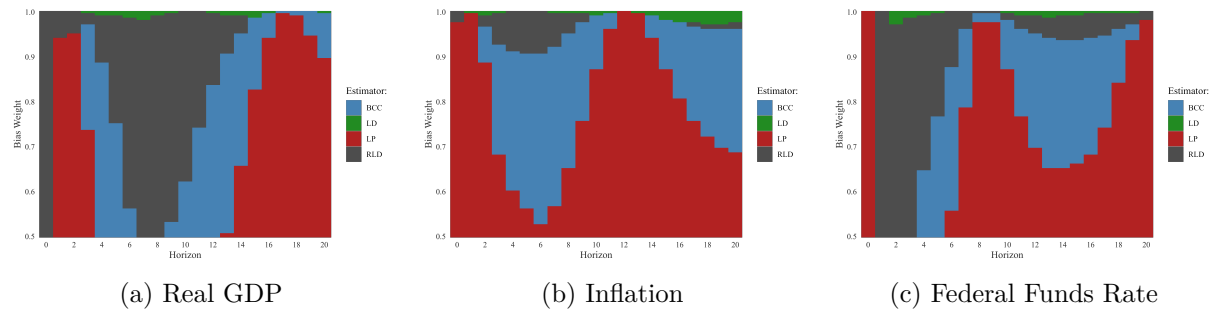 1.0
0.9
0.8
0.7
0.6
0.5
Bias Weight
0 2 4 6 8 10 12 14 16 18 20
Horizon
Estimator:
BCC
LD
LP
RLD
(a) Real GDP
1.0
0.9
0.8
0.7
0.6
0.5
Bias Weight
0 2 4 6 8 10 12 14 16 18 20
Horizon
Estimator:
BCC
LD
LP
RLD
(b) Inflation
1.0
0.9
0.8
0.7
0.6
0.5
Bias Weight
0 2 4 6 8 10 12 14 16 18 20
Horizon
Estimator:
BCC
LD
LP
RLD
(c) Federal Funds Rate